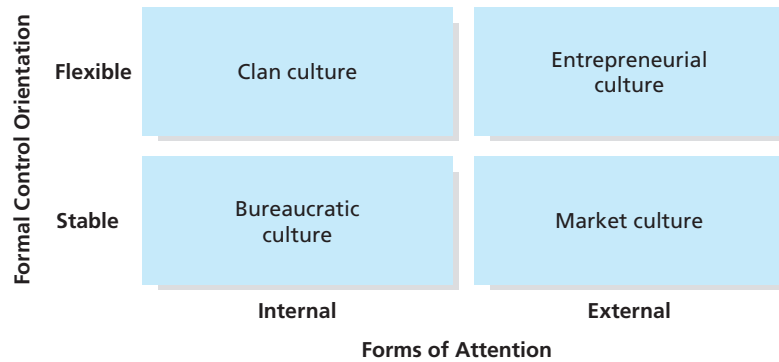 Formal Control Orientation
Flexible
Clan culture
Entrepreneurial
culture
Stable
Bureaucratic
culture
Market culture
Internal
External
Forms of Attention